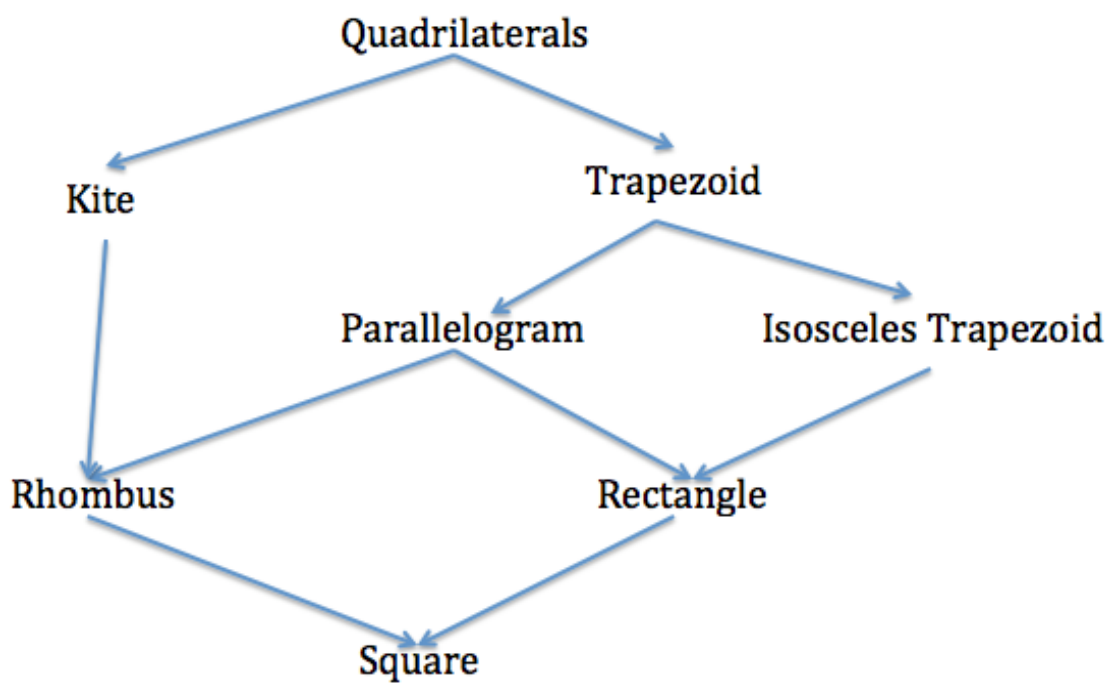 Quadrilaterals
Kite
Trapezoid
Parallelogram
Isosceles Trapezoid
Rhombus
Rectangle
Square